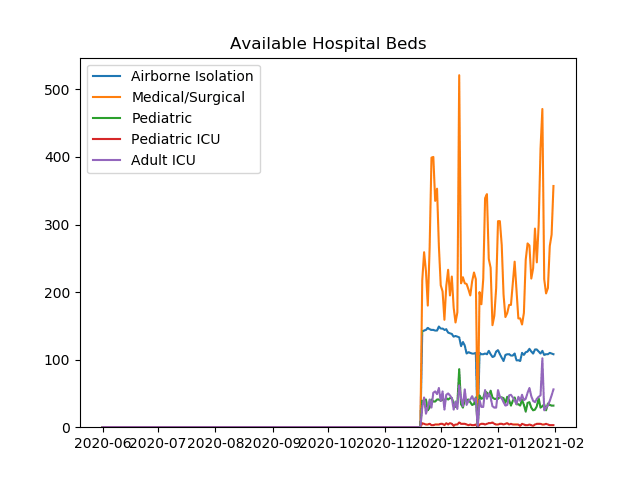 Available Hospital Beds
Airborne Isolation
Medical/Surgical
Pediatric
Pediatric ICU
Adult ICU
500
400
300
200
100
0
2020-06 2020-07 2020-08 2020-09 2020-10 2020-11 2020-12 2021-01 2021-02